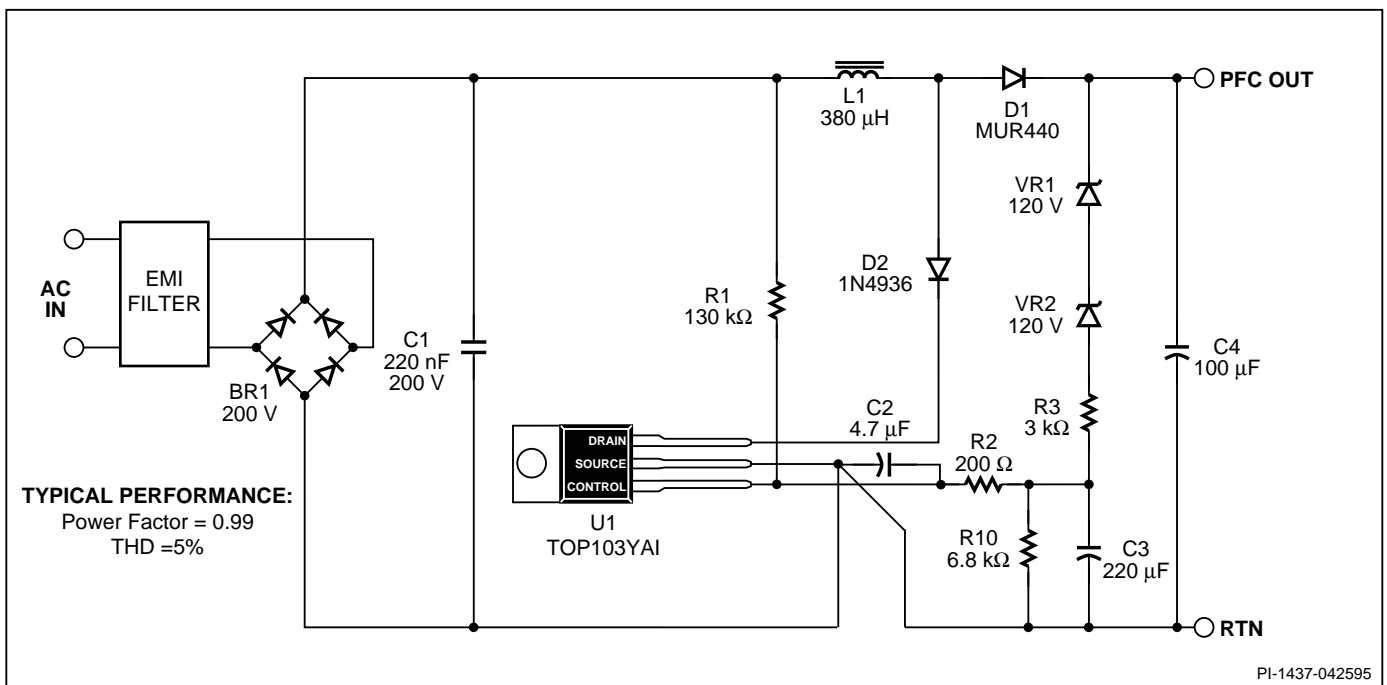 PFC OUT
L1
380 μH
D1
MUR440
VR1
120 V
AC
IN
EMI
FILTER
D2
1N4936
R1
130 kΩ
VR2
120 V
C1
220 nF
200 V
BR1
200 V
C4
100 μF
C2
4.7 μF
R3
3 kΩ
DRAIN
SOURCE
CONTROL
R2
200 Ω
TYPICAL PERFORMANCE:
Power Factor = 0.99
THD =5%
U1
TOP103YAI
R10
6.8 kΩ
C3
220 μF
RTN
PI-1437-042595